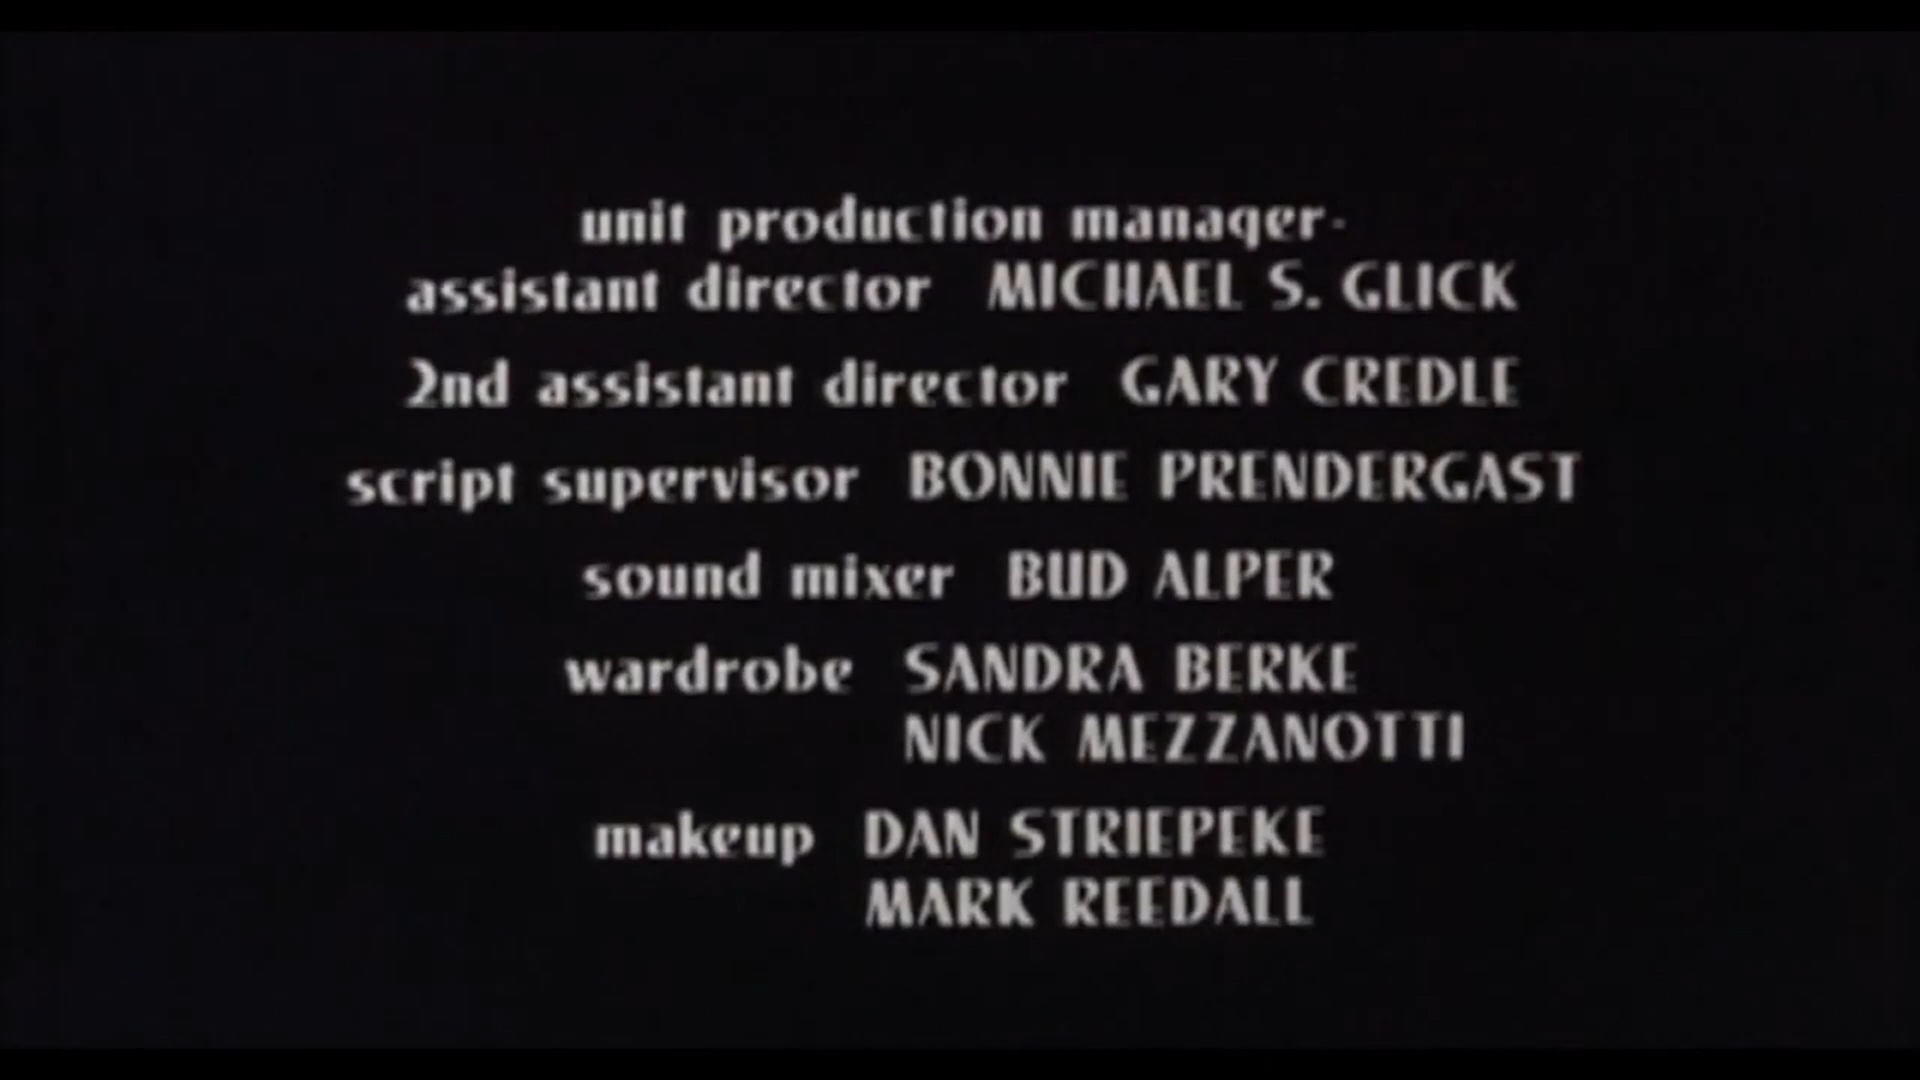 unit production manager-
assistant director MICHAEL S. GLICK
2nd assistant director GARY CREDLE
script supervisor BONNIE PRENDERGAST
sound mixer BUD ALPER
wardrobe SANDRA BERKE
NICK MEZZANOTTI
makeup DAN STRIEPEKE
MARK REEDALL